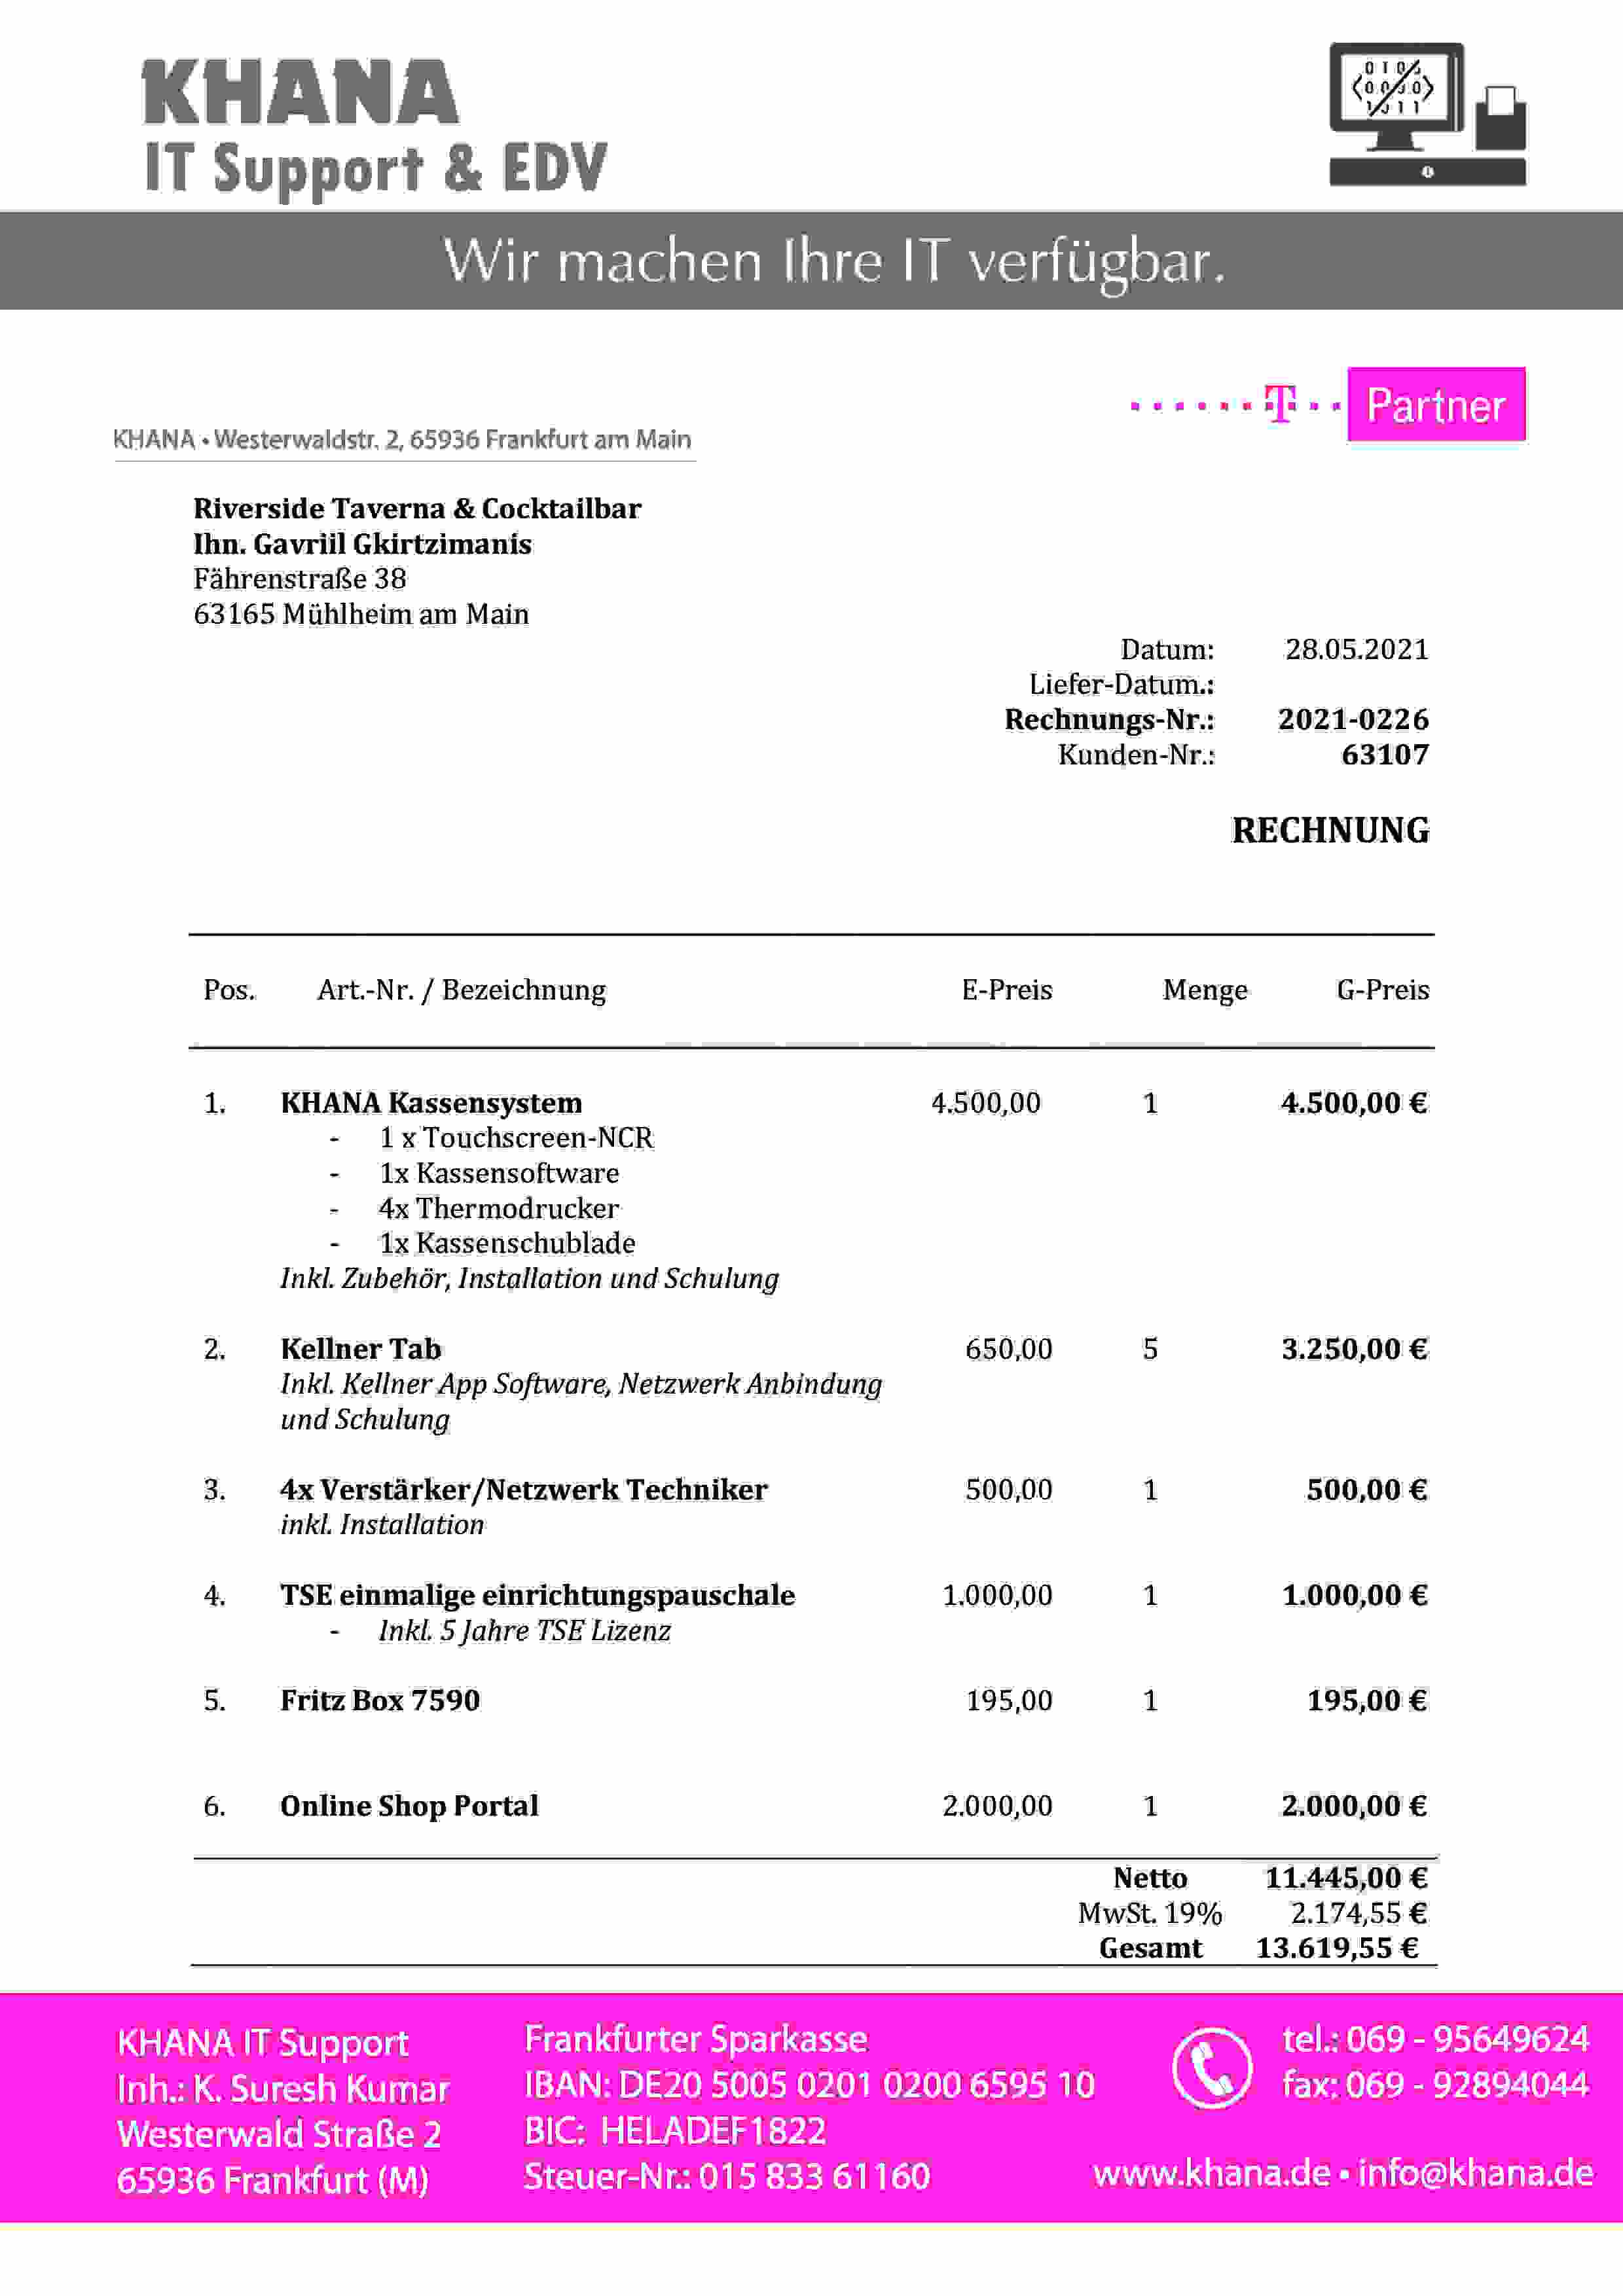 KHANA
IT Support & EDV
Wir machen Ihre IT verfügbar.
T Partner
KHANA • Westerwaldstr. 2, 65936 Frankfurt am Main
Riverside Taverna & Cocktailbar
Ihn. Gavriil Gkirtzimanis
Fährenstraße 38
63165 Mühlheim am Main
Datum: 28.05.2021
Liefer-Datum.:
Rechnungs-Nr.: 2021-0226
Kunden-Nr.: 63107
RECHNUNG
Pos. Art.-Nr. / Bezeichnung E-Preis Menge G-Preis
1. KHANA Kassensystem 4.500,00 1 4.500,00 €
- 1 x Touchscreen-NCR
- 1x Kassensoftware
- 4x Thermodrucker
- 1x Kassenschublade
Inkl. Zubehör, Installation und Schulung
2. Kellner Tab 650,00 5 3.250,00 €
Inkl. Kellner App Software, Netzwerk Anbindung
und Schulung
3. 4x Verstärker/Netzwerk Techniker 500,00 1 500,00 €
inkl. Installation
4. TSE einmalige einrichtungspauschale 1.000,00 1 1.000,00 €
- Inkl. 5 Jahre TSE Lizenz
5. Fritz Box 7590 195,00 1 195,00 €
6. Online Shop Portal 2.000,00 1 2.000,00 €
Netto 11.445,00 €
MwSt. 19% 2.174,55 €
Gesamt 13.619,55 €
KHANA IT Support
Inh.: K. Suresh Kumar
Westerwald Straße 2
65936 Frankfurt (M)
Frankfurter Sparkasse
IBAN: DE20 5005 0201 0200 6595 10
BIC: HELADEF1822
Steuer-Nr.: 015 833 61160
tel.: 069 - 95649624
fax: 069 - 92894044
www.khana.de • info@khana.de